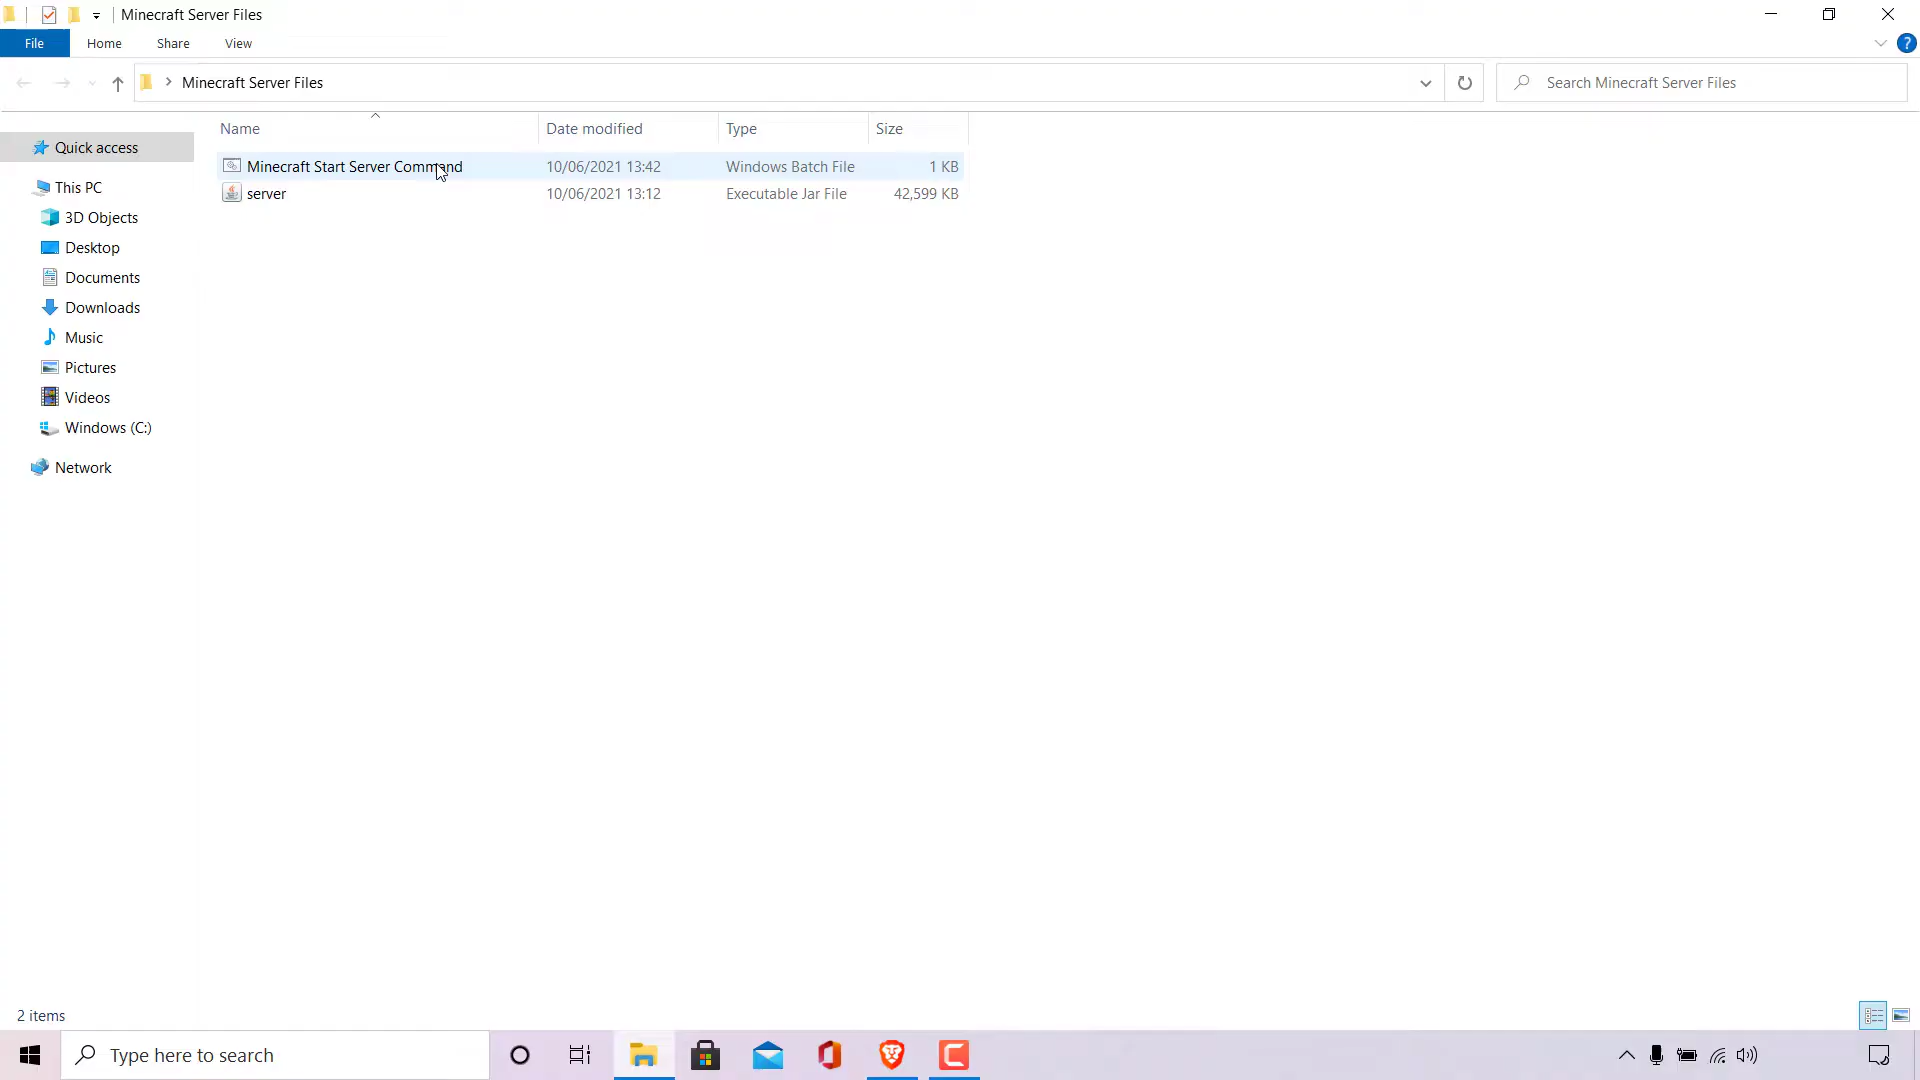 Minecraft Server Files
File Home Share View
Minecraft Server Files
Search Minecraft Server Files
Name Date modified Type Size
Minecraft Start Server Command 10/06/2021 13:42 Windows Batch File 1 KB
server 10/06/2021 13:12 Executable Jar File 42,599 KB
Quick access
This PC
3D Objects
Desktop
Documents
Downloads
Music
Pictures
Videos
Windows (C:)
Network
2 items
Type here to search